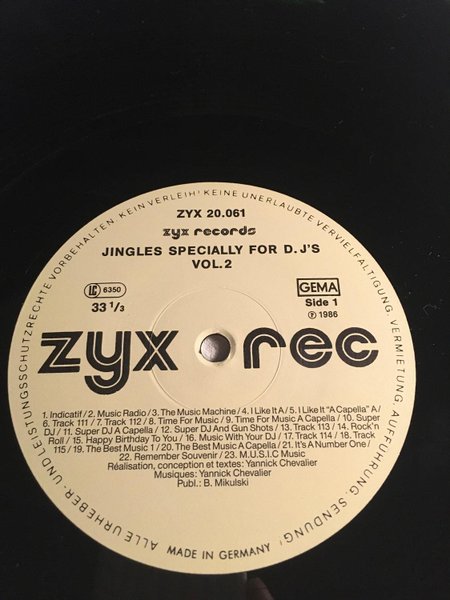 ALLE URHEBER- UND LEISTUNGSSCHUTZRECHTE VORBEHALTEN. KEIN VERLEIH! KEINE UNERLAUBTE VERVIELFÄLTIGUNG, VERMIETUNG, AUFFÜHRUNG, SENDUNG!
ZYX 20.061
zyx records
JINGLES SPECIALLY FOR D.J'S
VOL.2
LC 6350
GEMA
33 1/3
Side 1
℗ 1986
zyx rec
1. Indicatif / 2. Music Radio / 3. The Music Machine / 4. I Like It A / 5. I Like It "A Capella" A /
6. Track 111 / 7. Track 112 / 8. Time For Music / 9. Time For Music A Capella / 10. Super
DJ / 11. Super DJ A Capella / 12. Super DJ And Gun Shots / 13. Track 113 / 14. Rock'n
Roll / 15. Happy Birthday To You / 16. Music With Your DJ / 17. Track 114 / 18. Track
115 / 19. The Best Music 1 / 20. The Best Music A Capella / 21. It's A Number One /
22. Remember Souvenir / 23. M.U.S.I.C Music
Réalisation, conception et textes: Yannick Chevalier
Musiques: Yannick Chevalier
Publ.: B. Mikulski
MADE IN GERMANY